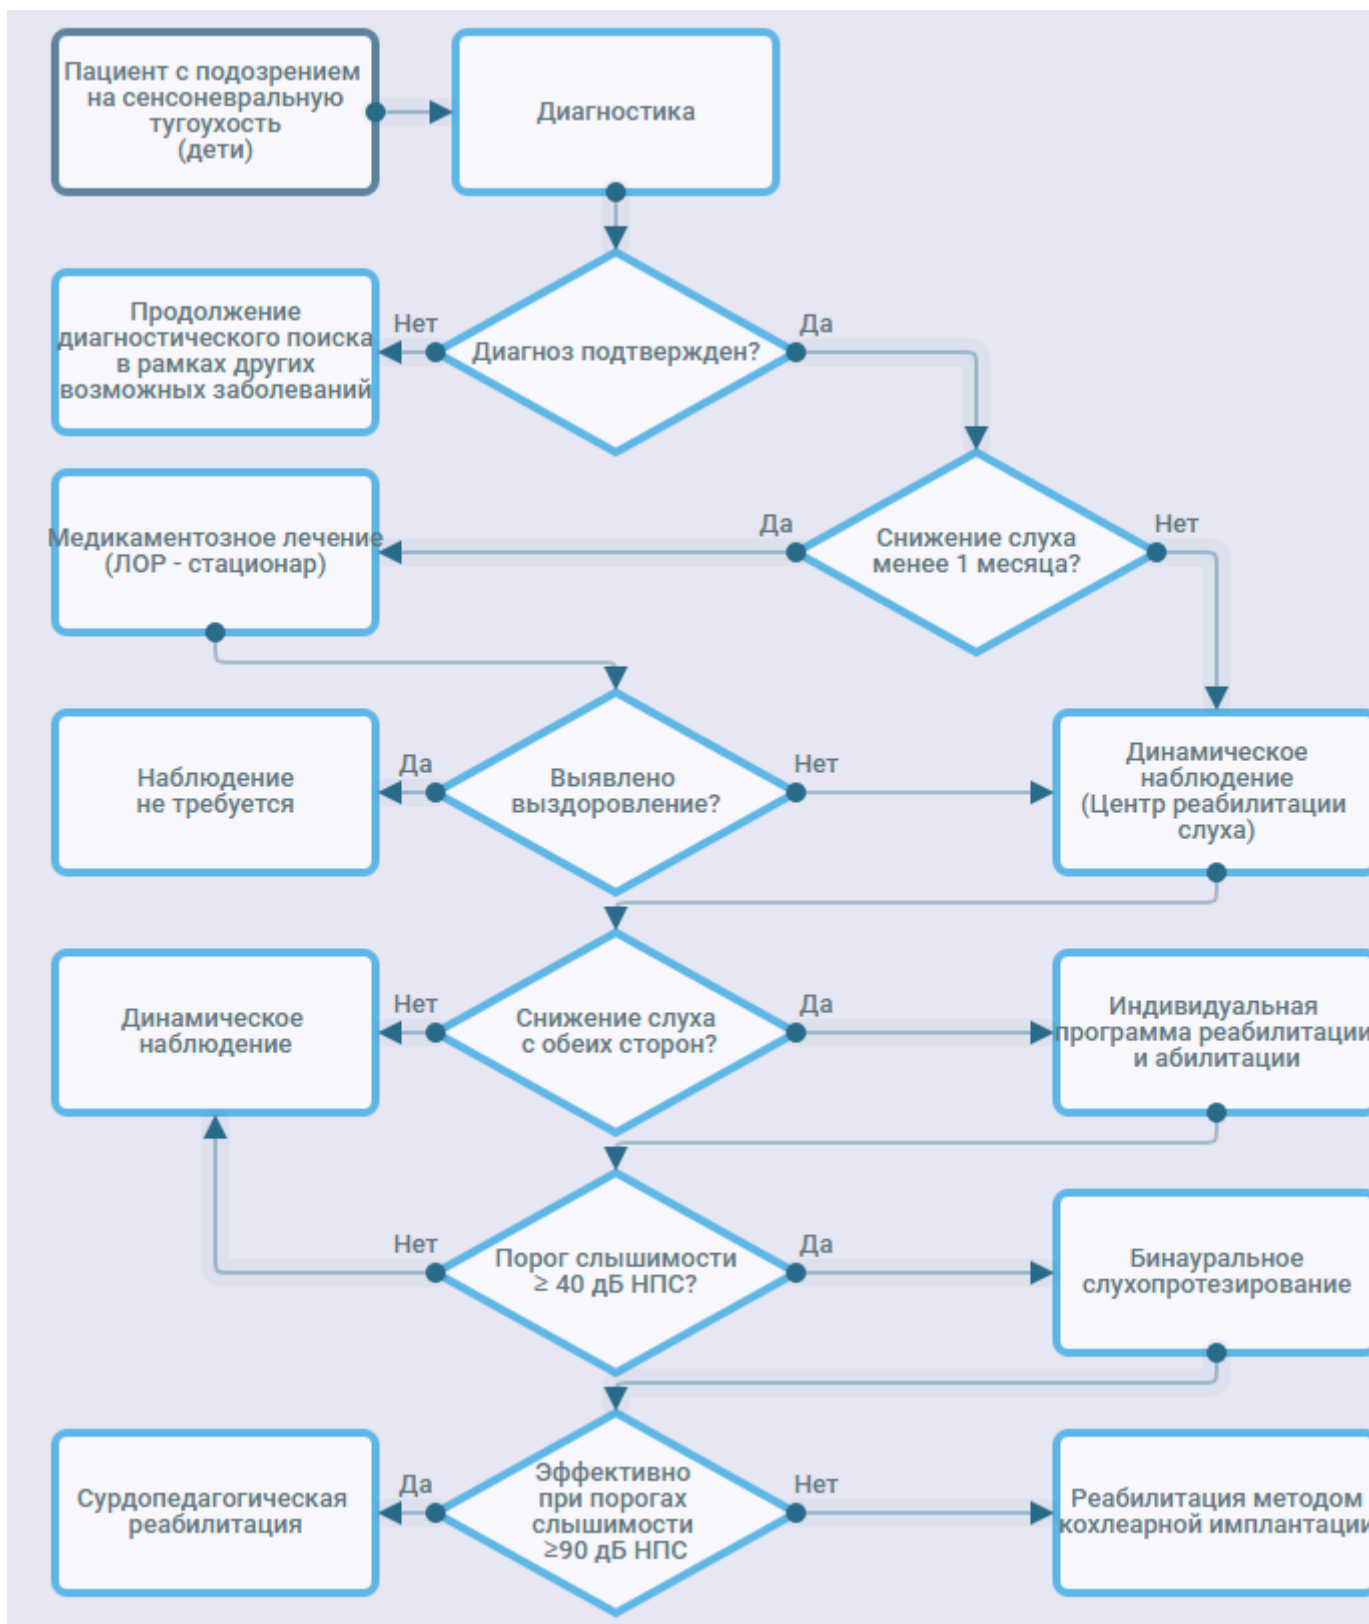 Пациент с подозрением
на сенсоневральную
тугоухость
(дети)
Диагностика
Продолжение
диагностического поиска
в рамках других
возможных заболеваний
Нет
Диагноз подтвержден?
Да
Медикаментозное лечение
(ЛОР - стационар)
Да
Снижение слуха
менее 1 месяца?
Нет
Наблюдение
не требуется
Да
Выявлено
выздоровление?
Нет
Динамическое
наблюдение
(Центр реабилитации
слуха)
Динамическое
наблюдение
Нет
Снижение слуха
с обеих сторон?
Да
Индивидуальная
программа реабилитации
и абилитации
Нет
Порог слышимости
≥ 40 дБ НПС?
Да
Бинауральное
слухопротезирование
Сурдопедагогическая
реабилитация
Да
Эффективно
при порогах
слышимости
≥90 дБ НПС
Нет
Реабилитация методом
кохлеарной имплантации